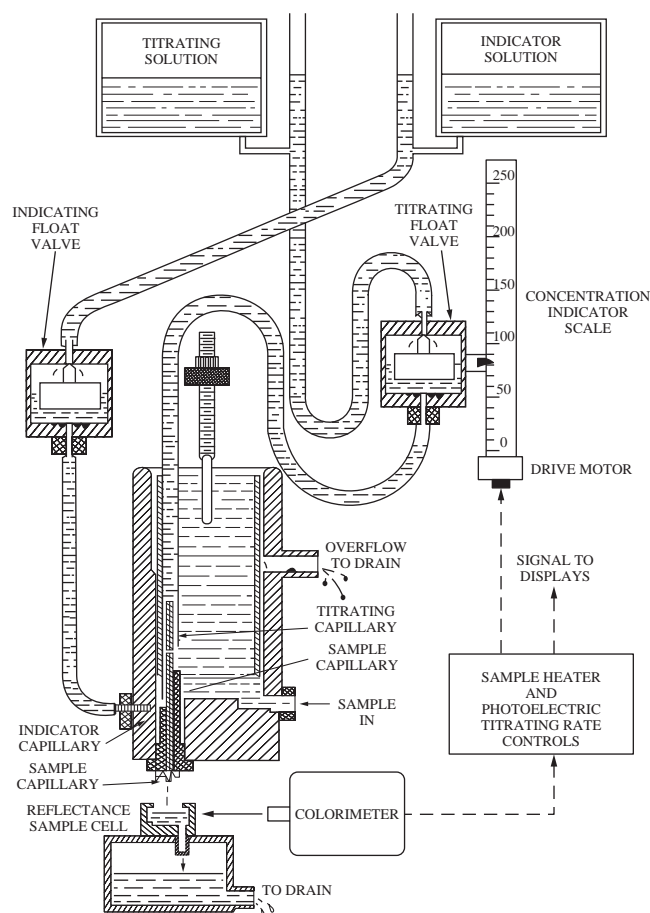 TITRATING
SOLUTION
INDICATOR
SOLUTION
INDICATING
FLOAT
VALVE
TITRATING
FLOAT
VALVE
250
200
150
100
50
0
CONCENTRATION
INDICATOR
SCALE
DRIVE MOTOR
OVERFLOW
TO DRAIN
SIGNAL TO
DISPLAYS
TITRATING
CAPILLARY
SAMPLE
CAPILLARY
SAMPLE
IN
SAMPLE HEATER
AND
PHOTOELECTRIC
TITRATING RATE
CONTROLS
INDICATOR
CAPILLARY
SAMPLE
CAPILLARY
REFLECTANCE
SAMPLE CELL
COLORIMETER
TO DRAIN